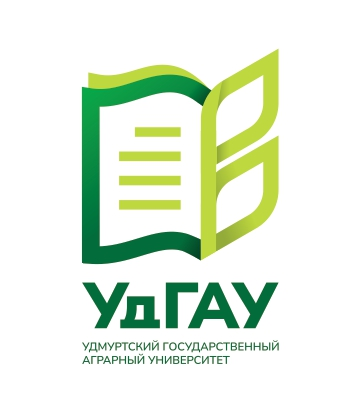 УдГАУ
УДМУРТСКИЙ ГОСУДАРСТВЕННЫЙ
АГРАРНЫЙ УНИВЕРСИТЕТ